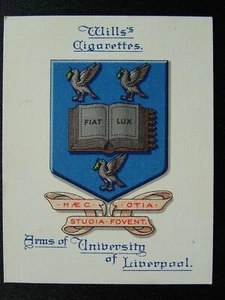 Wills's
Cigarettes.
FIAT LUX
HÆC OTIA
STUDIA FOVENT.
Arms of University
of Liverpool.